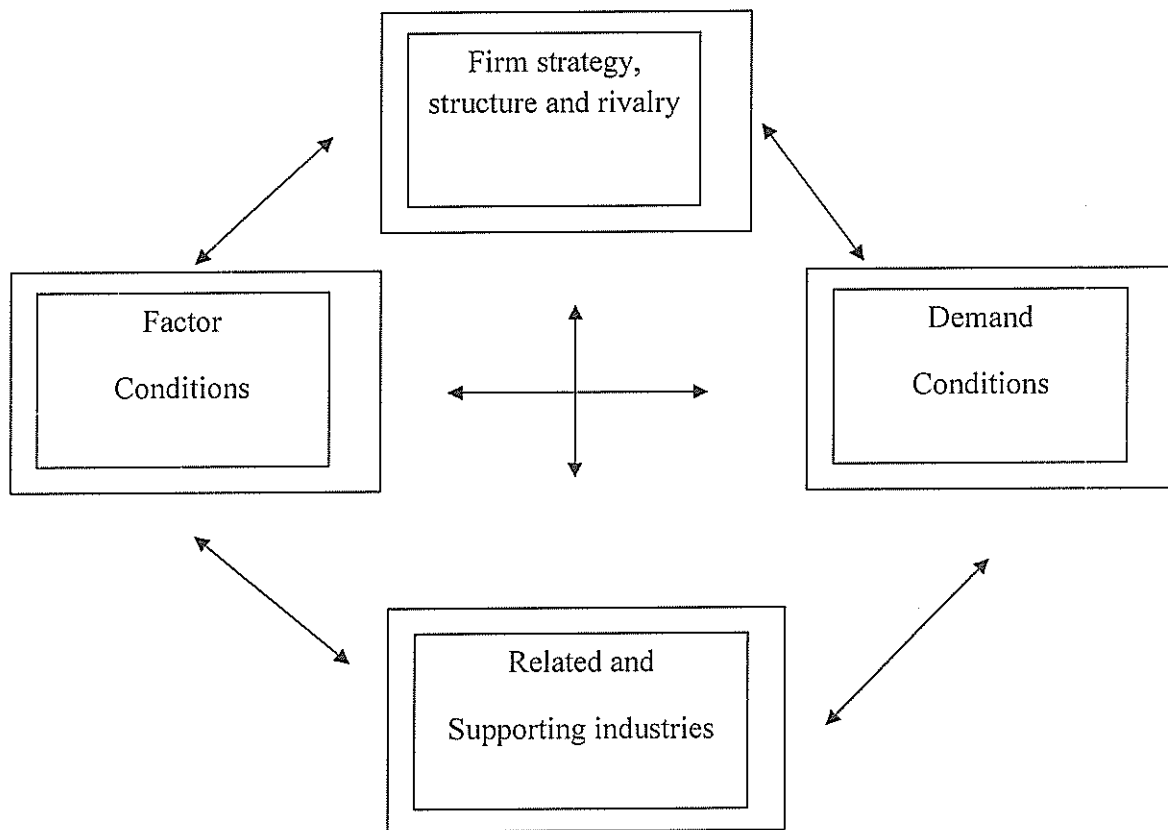 Firm strategy,
structure and rivalry
Factor
Conditions
Demand
Conditions
Related and
Supporting industries